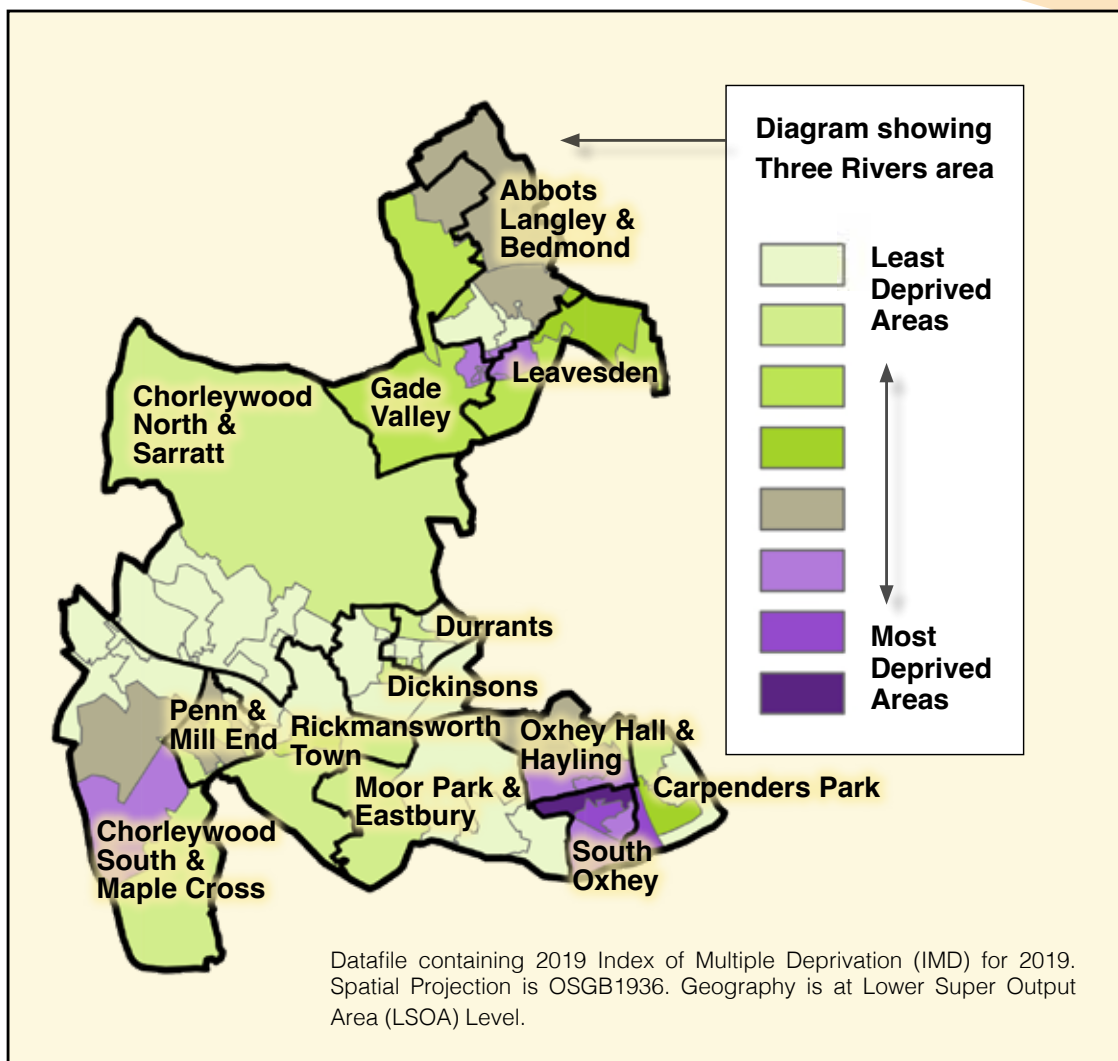 Diagram showing
Three Rivers area
Least
Deprived
Areas
Most
Deprived
Areas
Abbots
Langley &
Bedmond
Leavesden
Gade
Valley
Chorleywood
North &
Sarratt
Durrants
Dickinsons
Penn &
Mill End
Rickmansworth
Town
Oxhey Hall &
Hayling
Moor Park &
Eastbury
Carpenders Park
Chorleywood
South &
Maple Cross
South
Oxhey
Datafile containing 2019 Index of Multiple Deprivation (IMD) for 2019.
Spatial Projection is OSGB1936. Geography is at Lower Super Output
Area (LSOA) Level.